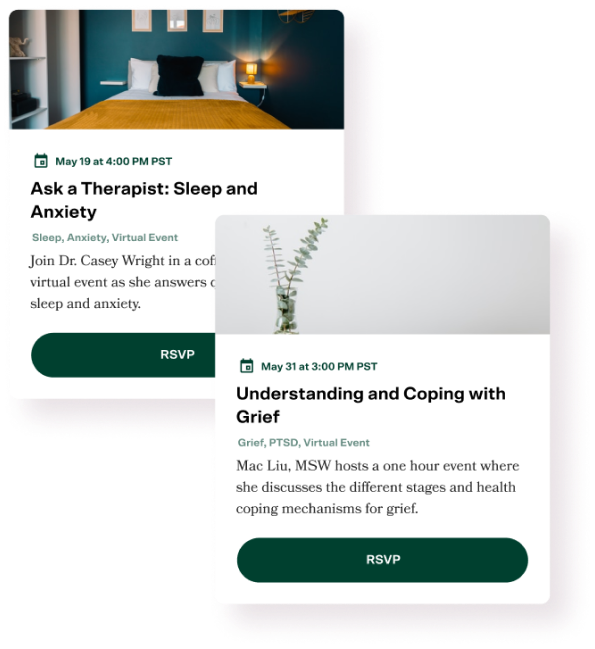 May 19 at 4:00 PM PST
Ask a Therapist: Sleep and
Anxiety
Sleep, Anxiety, Virtual Event
Join Dr. Casey Wright in a
virtual event as she answers
sleep and anxiety.
RSVP
May 31 at 3:00 PM PST
Understanding and Coping with
Grief
Grief, PTSD, Virtual Event
Mac Liu, MSW hosts a one hour event where
she discusses the different stages and health
coping mechanisms for grief.
RSVP